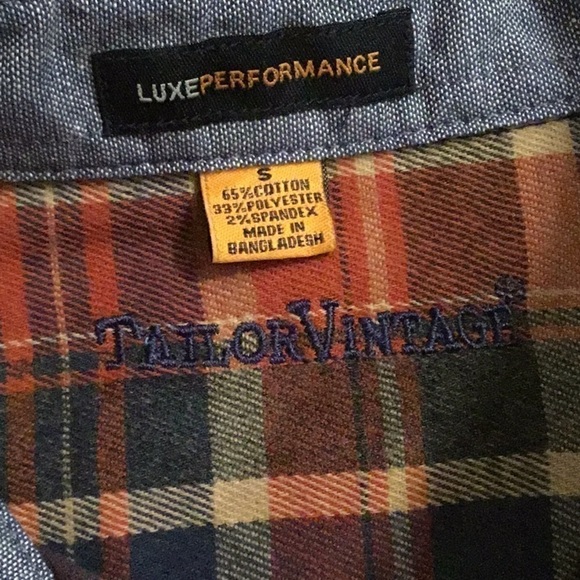 LUXEPERFORMANCE
S
65%COTTON
33%POLYESTER
2%SPANDEX
MADE IN
BANGLADESH
TAILORVINTAGE®